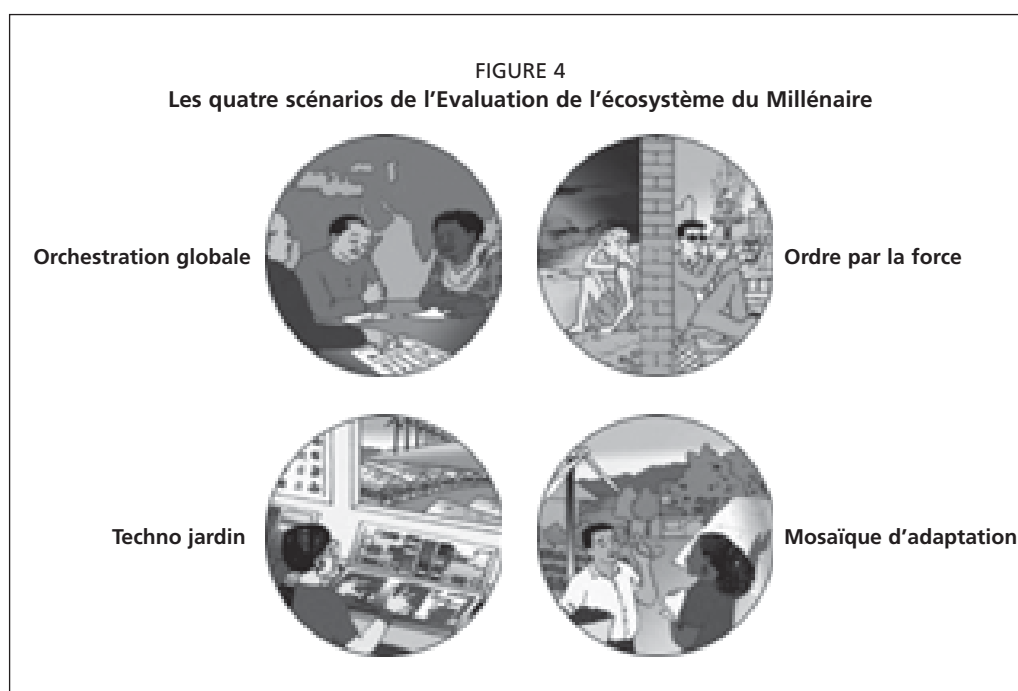 FIGURE 4
Les quatre scénarios de l'Evaluation de l'écosystème du Millénaire
Orchestration globale
Ordre par la force
Techno jardin
Mosaïque d'adaptation